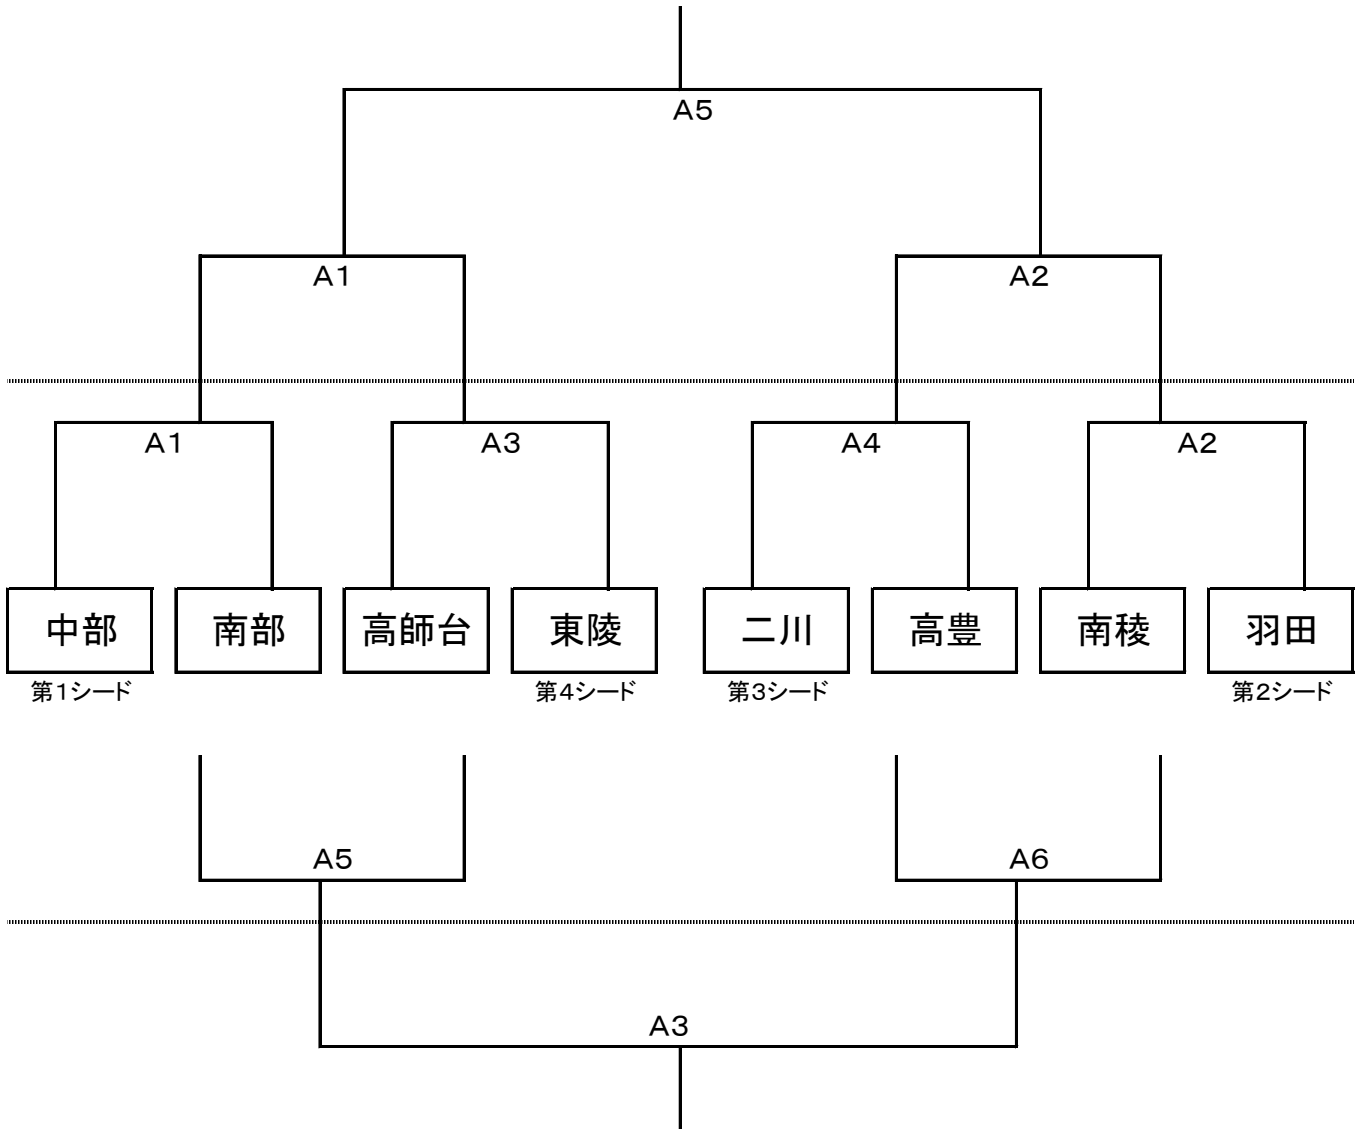 A5
A1 A2
A1 A3 A4 A2
中部 南部 高師台 東陵 二川 高豊 南稜 羽田
第1シード 第4シード 第3シード 第2シード
A5 A6
A3